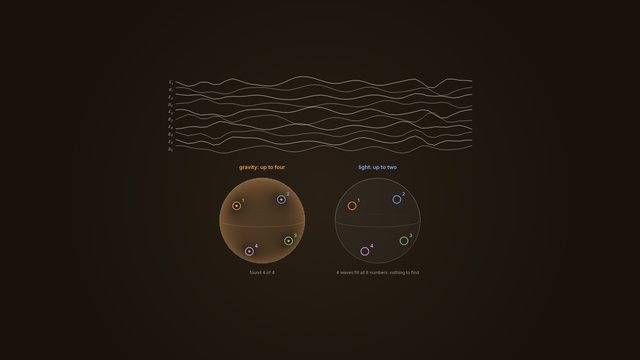 gravity: up to four
light: up to two
1
2
3
4
1
2
3
4
found 4 of 4
4 waves fill all 6 numbers: nothing to find